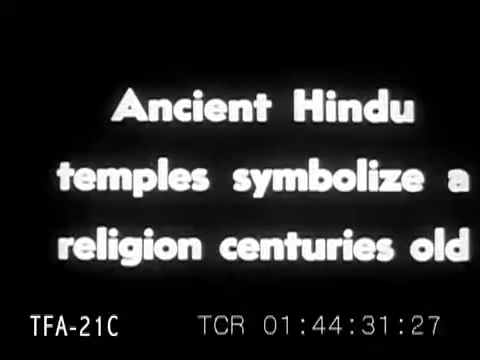 Ancient Hindu
temples symbolize a
religion centuries old
TFA-21C TCR 01:44:31:27